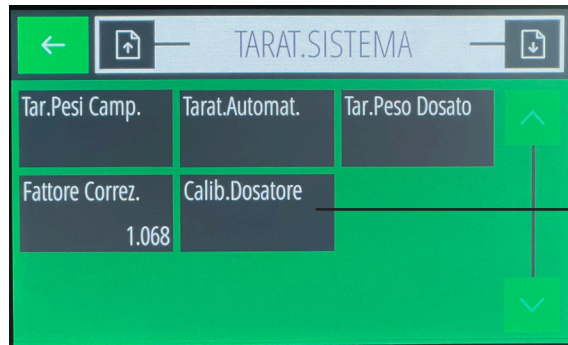 TARAT.SISTEMA
Tar.Pesi Camp.
Tarat.Automat.
Tar.Peso Dosato
Fattore Correz.
1.068
Calib.Dosatore